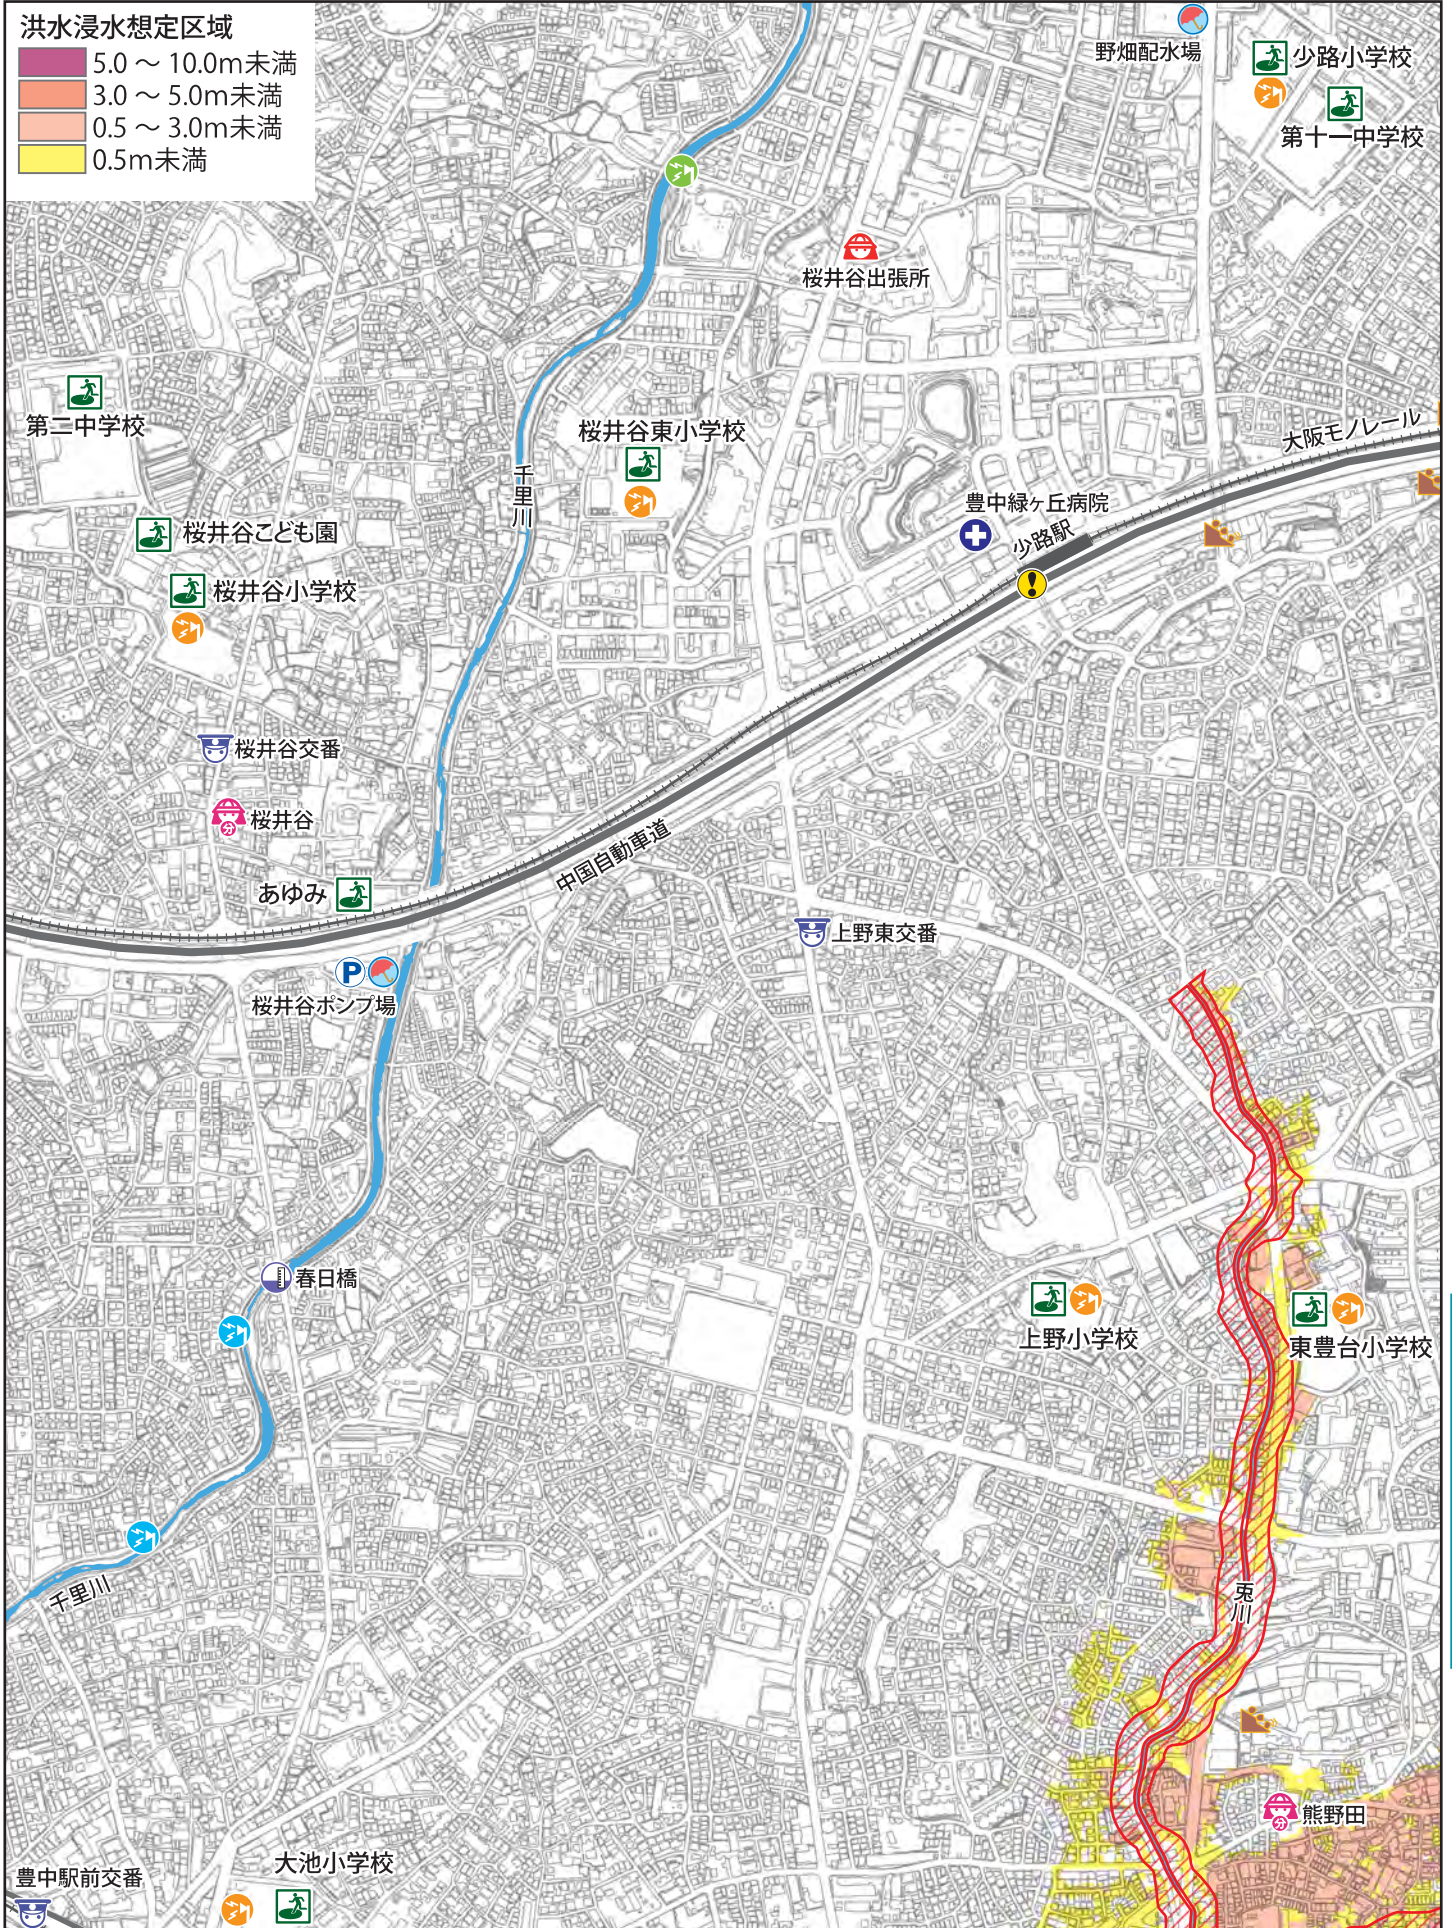 洪水浸水想定区域
5.0 ～ 10.0m未満
3.0 ～ 5.0m未満
0.5 ～ 3.0m未満
0.5m未満
野畑配水場
少路小学校
第十一中学校
桜井谷出張所
第二中学校
桜井谷東小学校
大阪モノレール
千里川
豊中緑ヶ丘病院
少路駅
桜井谷こども園
桜井谷小学校
桜井谷交番
分
桜井谷
中国自動車道
あゆみ
上野東交番
P
桜井谷ポンプ場
春日橋
上野小学校
東豊台小学校
千里川
兎川
分
熊野田
大池小学校
豊中駅前交番